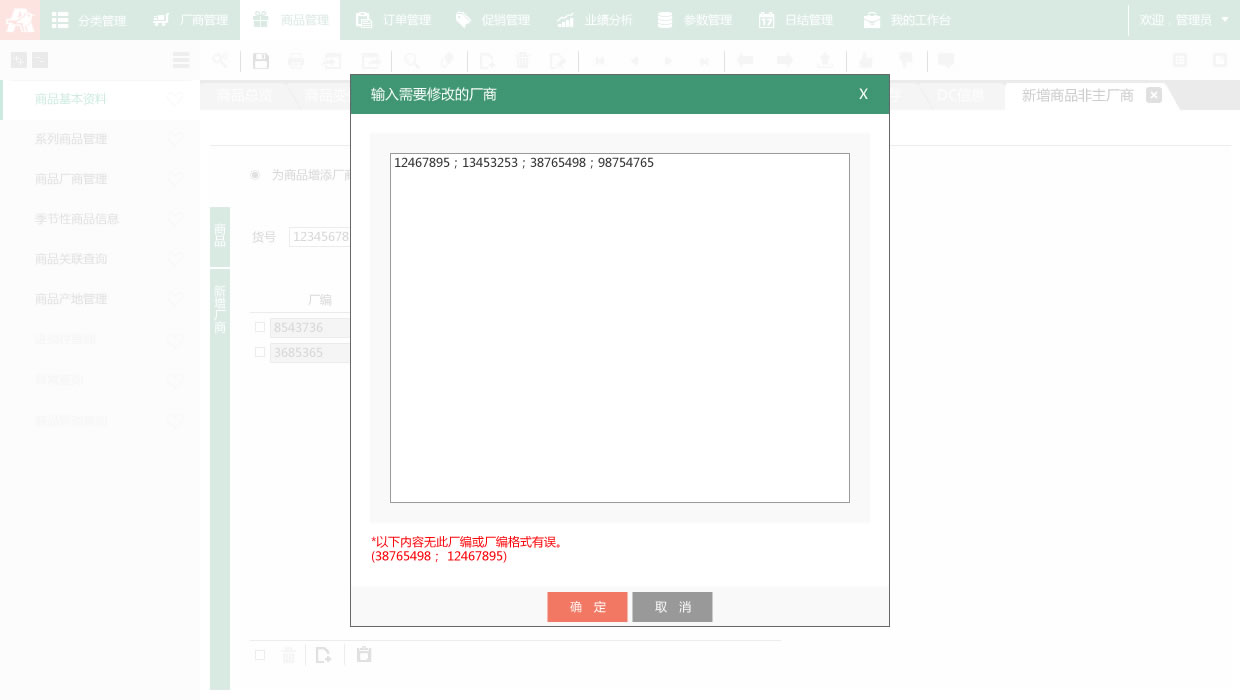 分类管理 厂商管理 商品管理 订单管理 促销管理 业绩分析 参数管理 日结管理 我的工作台 欢迎，管理员
商品总览 商品变 DC信息 新增商品非主厂商
商品基本资料
系列商品管理
商品厂商管理
季节性商品信息
商品关联查询
商品产地管理
输入需要修改的厂商 X
12467895；13453253；38765498；98754765
*以下内容无此厂编或厂编格式有误。
(38765498； 12467895)
确 定 取 消
为商品增添厂商
商品
货号 12345678
新增厂商
厂编
8543736
3685365